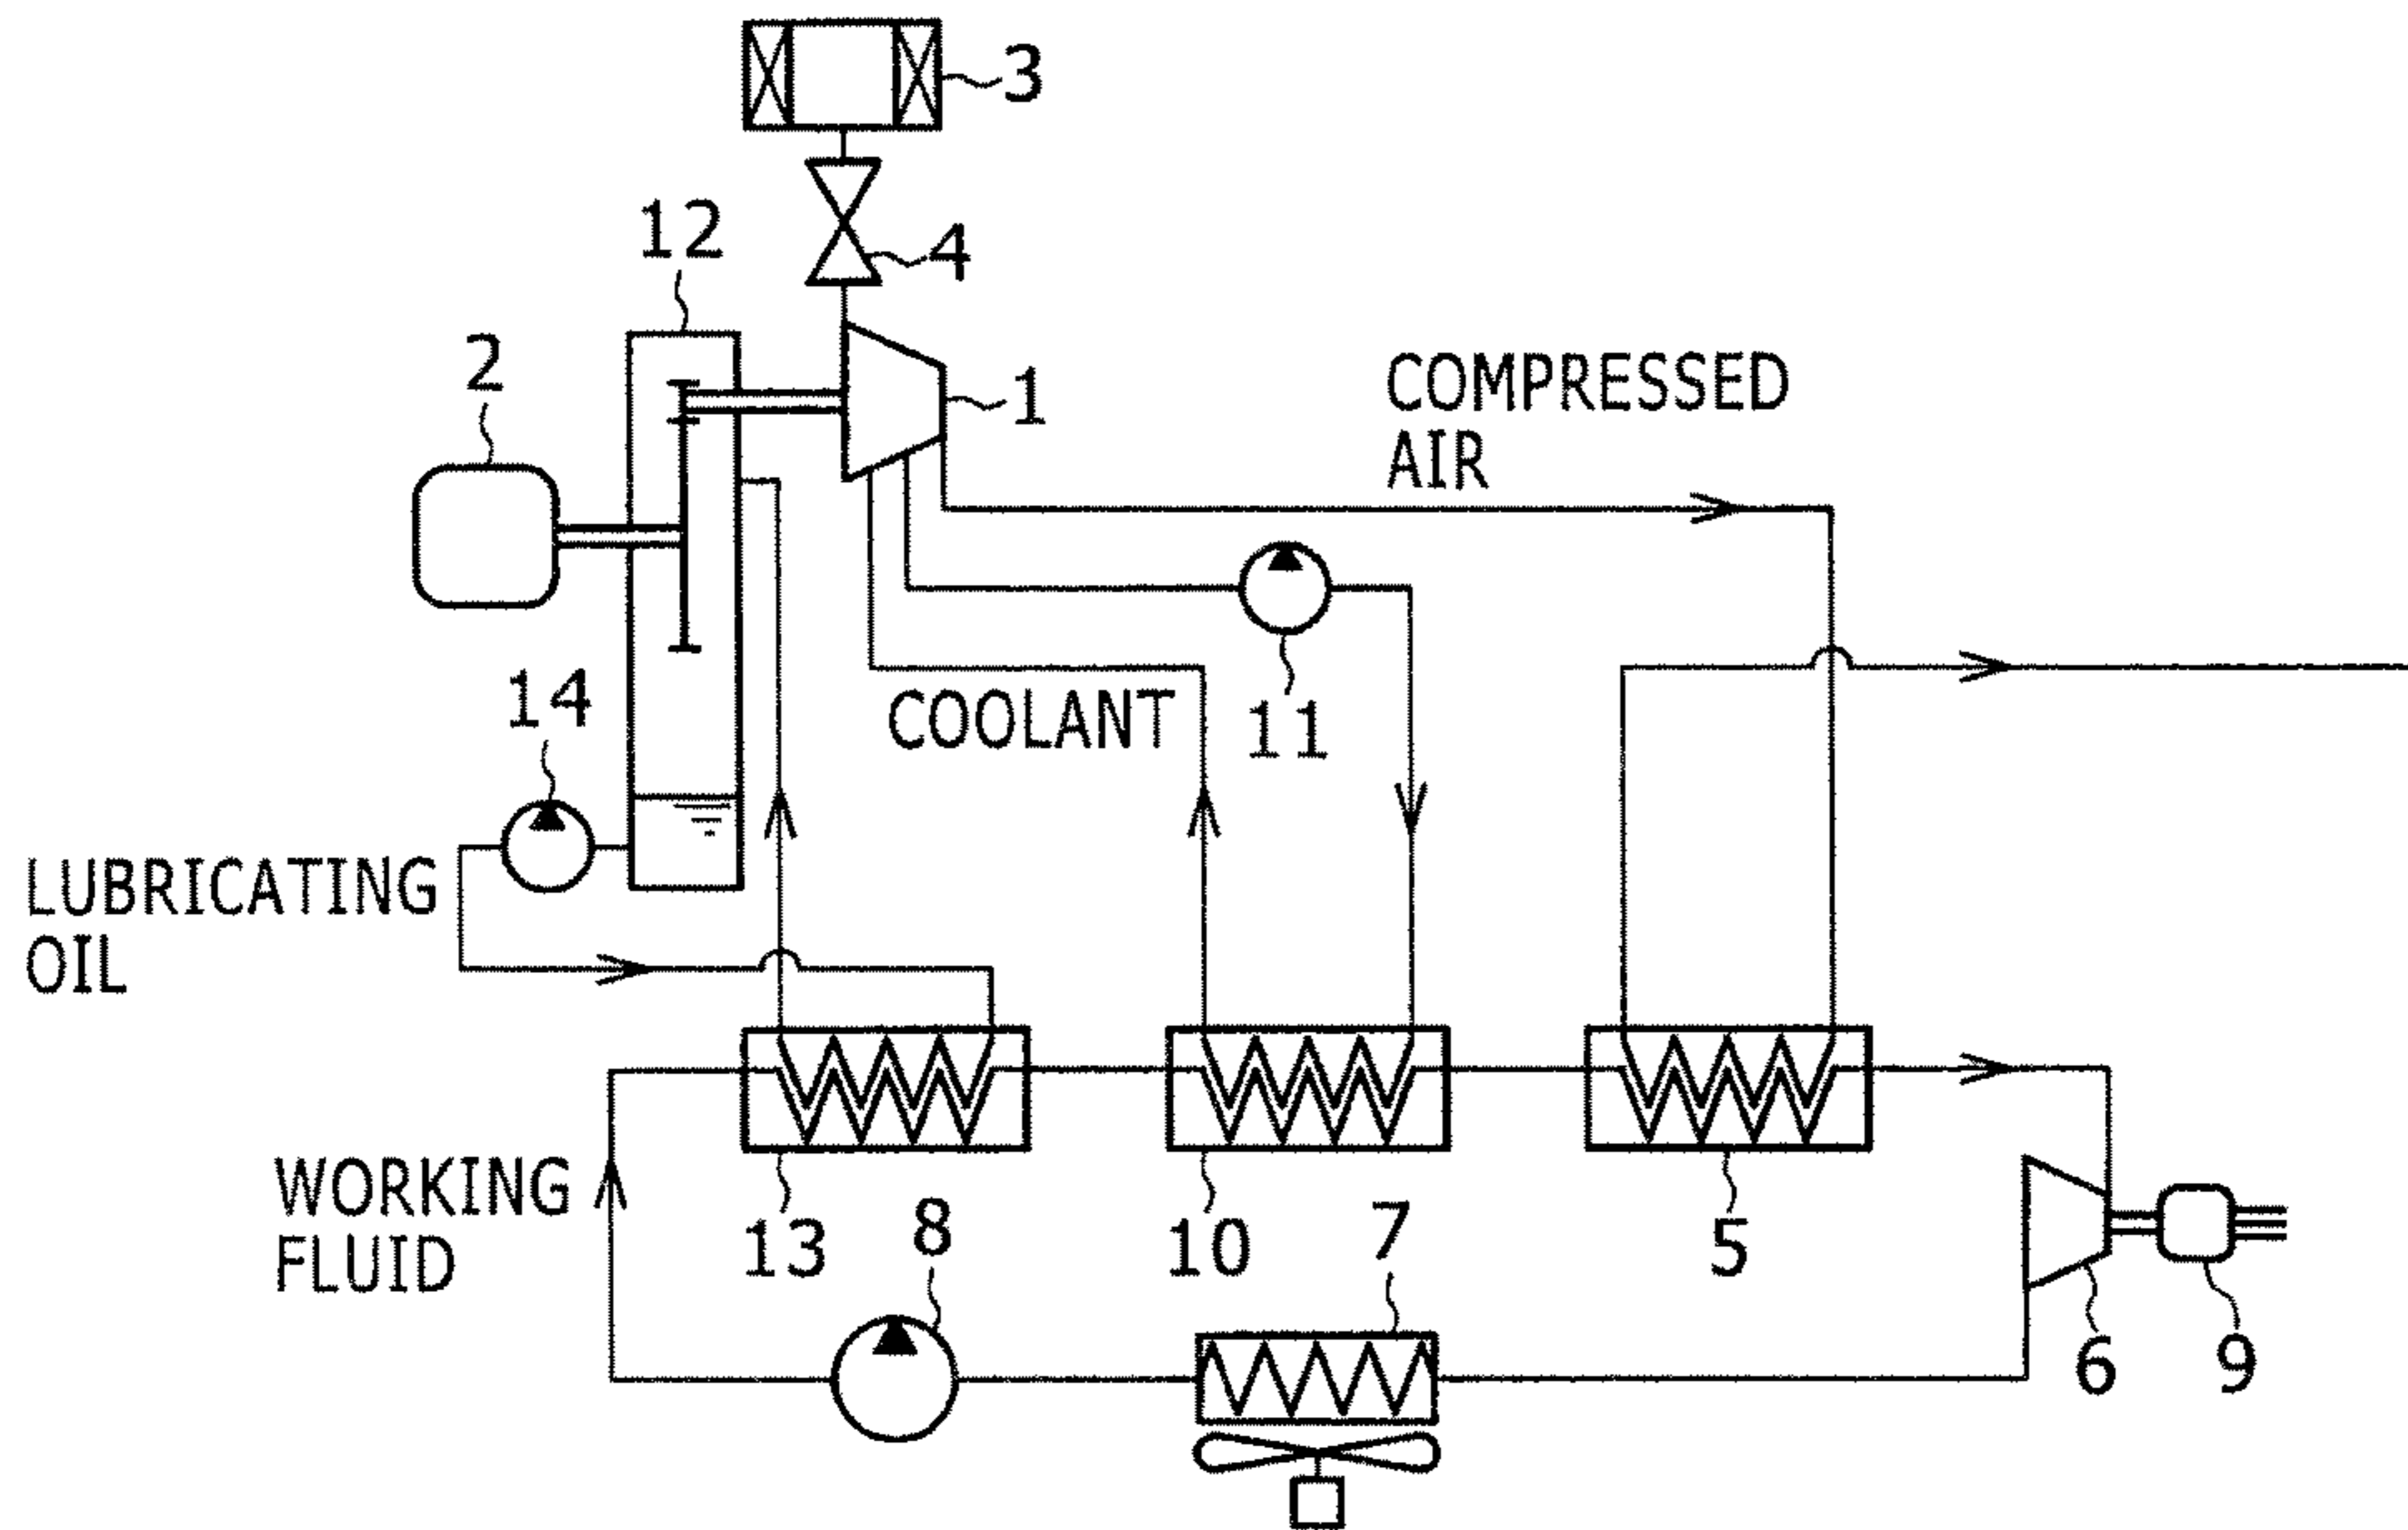 3
12
4
2
1
COMPRESSED
AIR
14
COOLANT
11
LUBRICATING
OIL
WORKING
FLUID
13
8
10
7
5
6
9